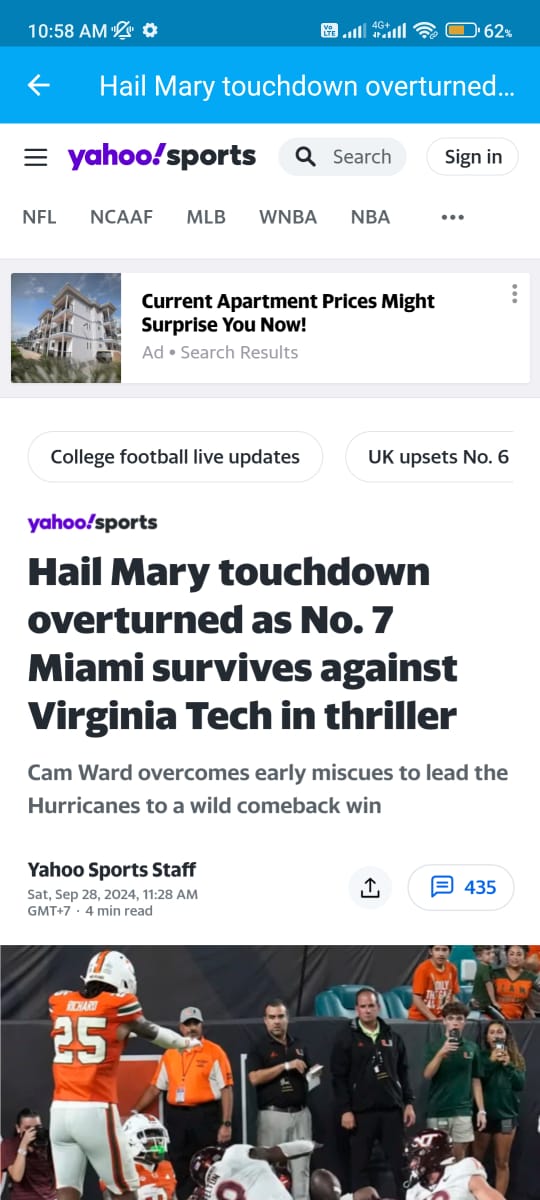 10:58 AM
Vo LTE 4G+ 62%
Hail Mary touchdown overturned...
yahoo!sports Search Sign in
NFL NCAAF MLB WNBA NBA ...
Current Apartment Prices Might
Surprise You Now!
Ad • Search Results
College football live updates UK upsets No. 6
yahoo!sports
Hail Mary touchdown
overturned as No. 7
Miami survives against
Virginia Tech in thriller
Cam Ward overcomes early miscues to lead the
Hurricanes to a wild comeback win
Yahoo Sports Staff
Sat, Sep 28, 2024, 11:28 AM
GMT+7 · 4 min read
435
RICHARD
25